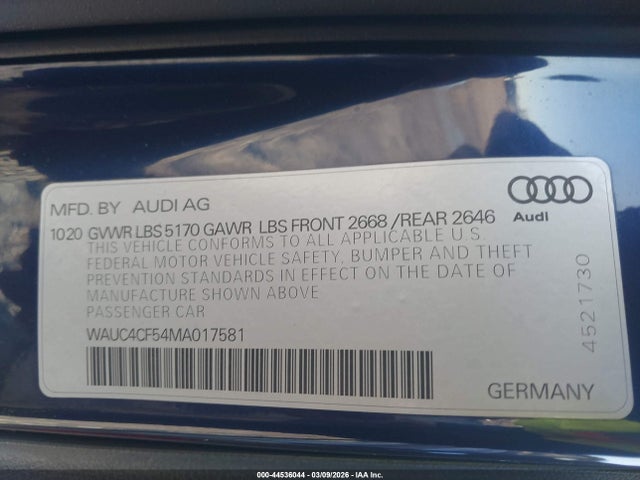 MFD. BY AUDI AG
1020 GVWR LBS 5170 GAWR LBS FRONT 2668 /REAR 2646
THIS VEHICLE CONFORMS TO ALL APPLICABLE U S
FEDERAL MOTOR VEHICLE SAFETY, BUMPER AND THEFT
PREVENTION STANDARDS IN EFFECT ON THE DATE OF
MANUFACTURE SHOWN ABOVE
PASSENGER CAR
WAUC4CF54MA017581
Audi
4521730
GERMANY
000-44536044 | 03/09/2026 | IAA Inc.